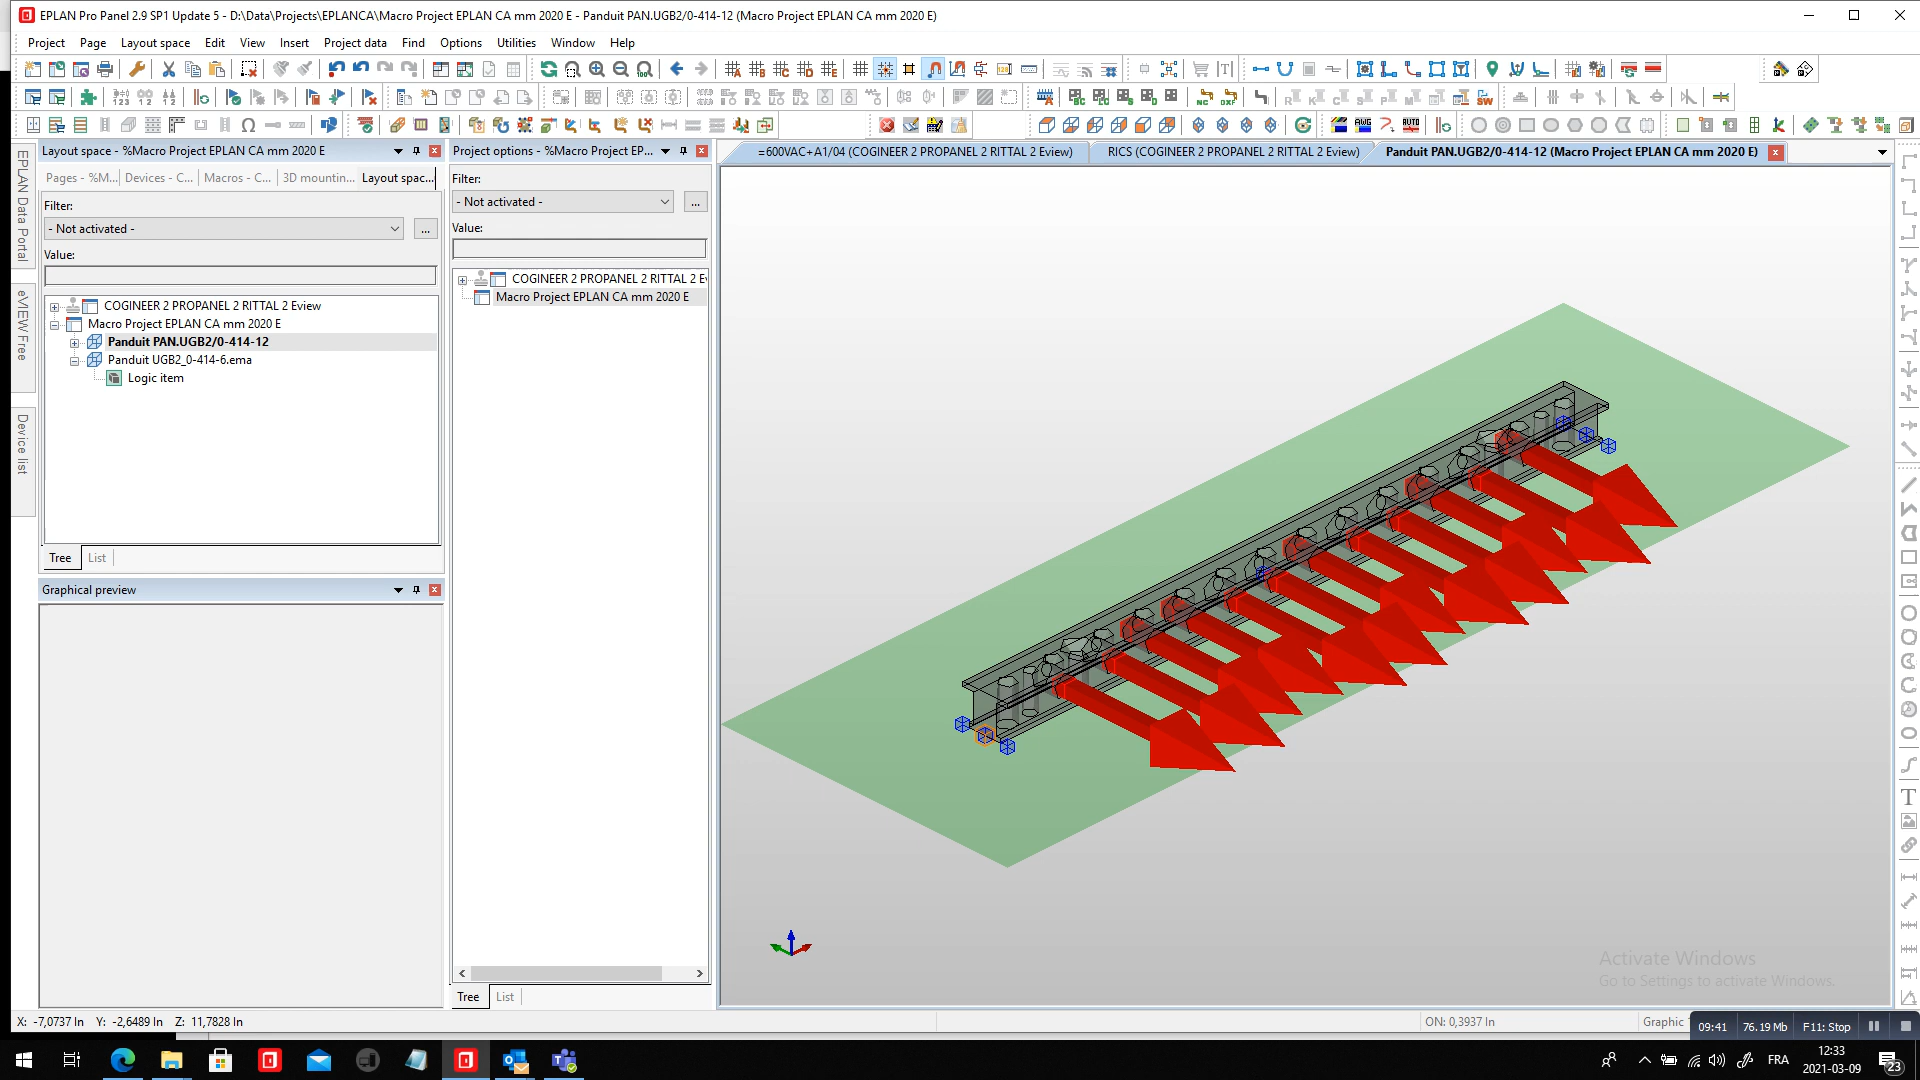 EPLAN Pro Panel 2.9 SP1 Update 5 - D:\Data\Projects\EPLANCA\Macro Project EPLAN CA mm 2020 E - Panduit PAN.UGB2/0-414-12 (Macro Project EPLAN CA mm 2020 E)
Project Page Layout space Edit View Insert Project data Find Options Utilities Window Help
Layout space - %Macro Project EPLAN CA mm 2020 E
Pages - %M... Devices - C... Macros - C... 3D mountin... Layout spac...
Filter:
- Not activated -
...
Value:
COGINEER 2 PROPANEL 2 RITTAL 2 Eview
Macro Project EPLAN CA mm 2020 E
Panduit PAN.UGB2/0-414-12
Panduit UGB2_0-414-6.ema
Logic item
Tree List
Graphical preview
EPLAN Data Portal
eVIEW Free
Device list
Project options - %Macro Project EP...
Filter:
- Not activated -
...
Value:
COGINEER 2 PROPANEL 2 RITTAL 2 Ev
Macro Project EPLAN CA mm 2020 E
Tree List
=600VAC+A1/04 (COGINEER 2 PROPANEL 2 RITTAL 2 Eview)
RICS (COGINEER 2 PROPANEL 2 RITTAL 2 Eview)
Panduit PAN.UGB2/0-414-12 (Macro Project EPLAN CA mm 2020 E)
Activate Windows
Go to Settings to activate Windows.
X: -7,0737 In Y: -2,6489 In Z: 11,7828 In
ON: 0,3937 In
Graphic
09:41 76.19 Mb F11: Stop
FRA
12:33
2021-03-09
23